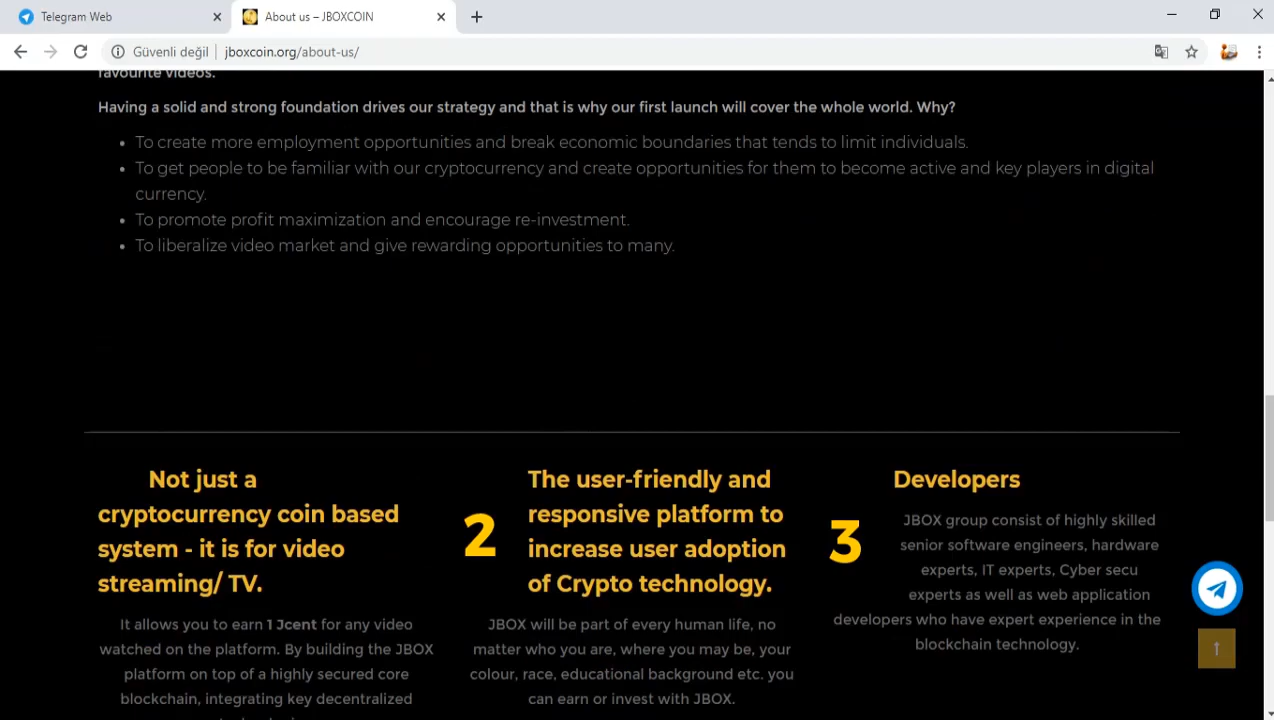 Telegram Web
About us – JBOXCOIN
Güvenli değil
jboxcoin.org/about-us/
favourite videos.
Having a solid and strong foundation drives our strategy and that is why our first launch will cover the whole world. Why?
• To create more employment opportunities and break economic boundaries that tends to limit individuals.
• To get people to be familiar with our cryptocurrency and create opportunities for them to become active and key players in digital
currency.
• To promote profit maximization and encourage re-investment.
• To liberalize video market and give rewarding opportunities to many.
Not just a
cryptocurrency coin based
system - it is for video
streaming/ TV.
It allows you to earn 1 Jcent for any video
watched on the platform. By building the JBOX
platform on top of a highly secured core
blockchain, integrating key decentralized
2
The user-friendly and
responsive platform to
increase user adoption
of Crypto technology.
JBOX will be part of every human life, no
matter who you are, where you may be, your
colour, race, educational background etc. you
can earn or invest with JBOX.
3
Developers
JBOX group consist of highly skilled
senior software engineers, hardware
experts, IT experts, Cyber secu
experts as well as web application
developers who have expert experience in the
blockchain technology.